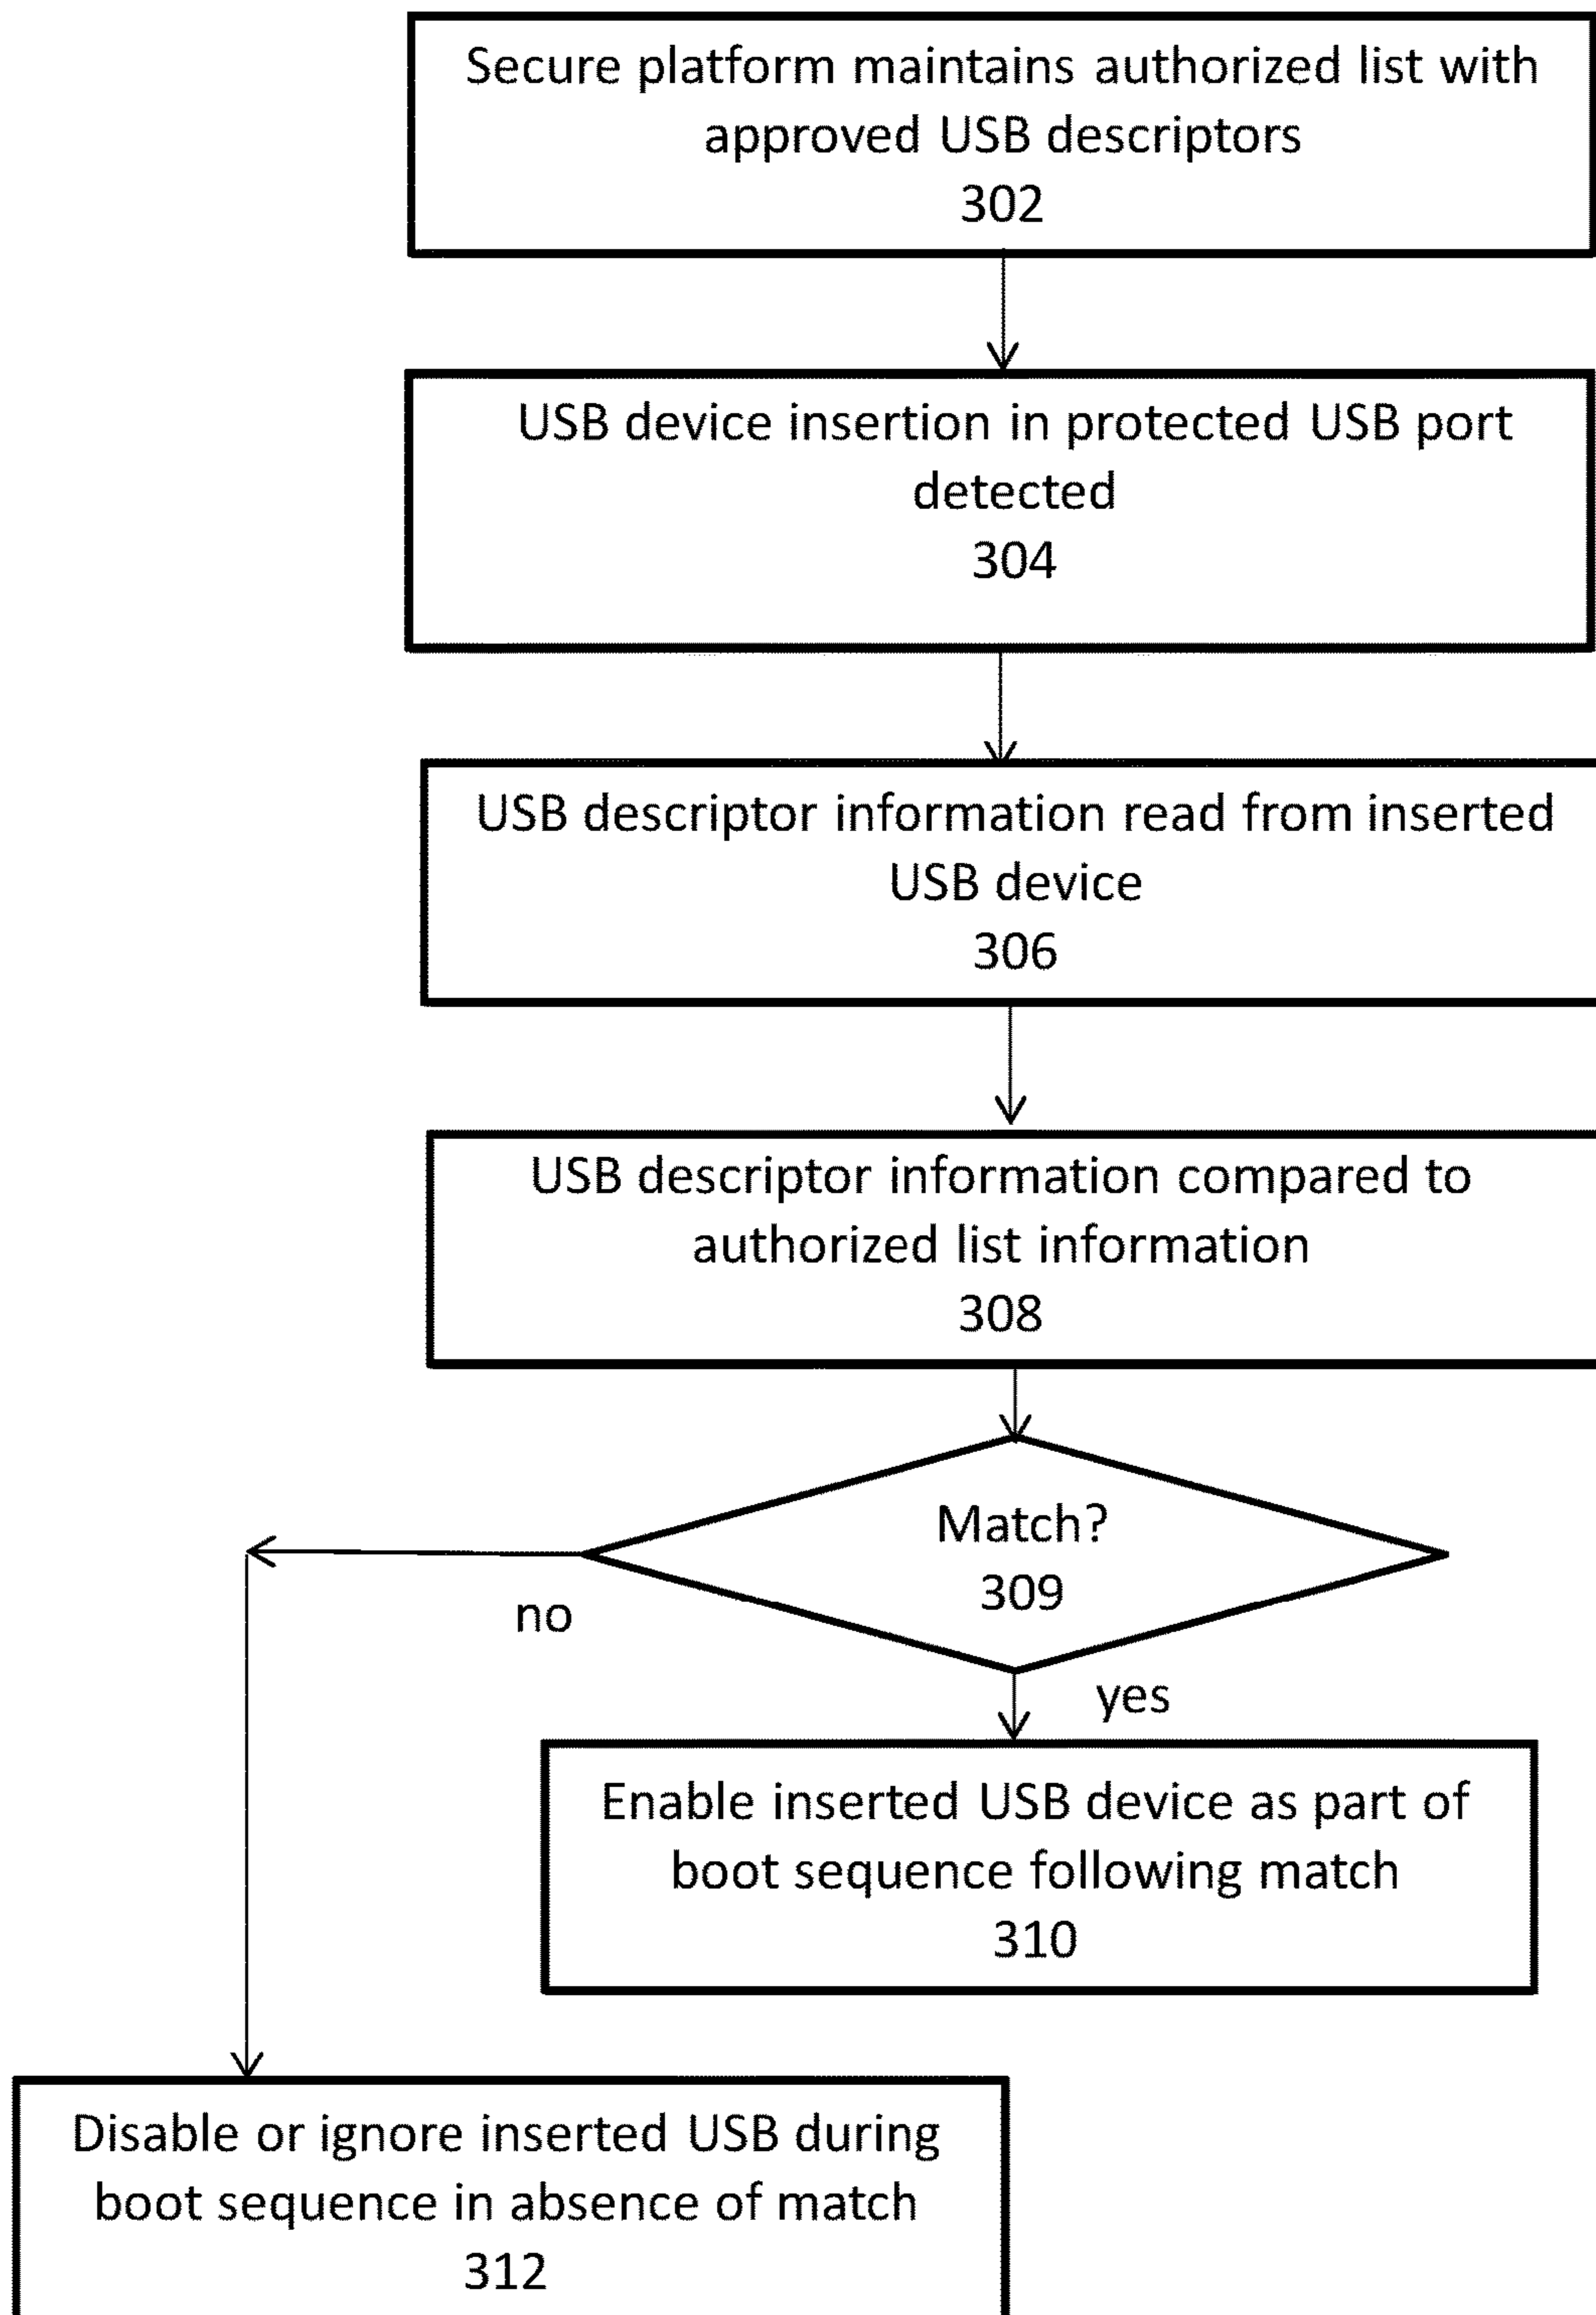 Secure platform maintains authorized list with
approved USB descriptors
302
USB device insertion in protected USB port
detected
304
USB descriptor information read from inserted
USB device
306
USB descriptor information compared to
authorized list information
308
Match?
309
no
yes
Enable inserted USB device as part of
boot sequence following match
310
Disable or ignore inserted USB during
boot sequence in absence of match
312